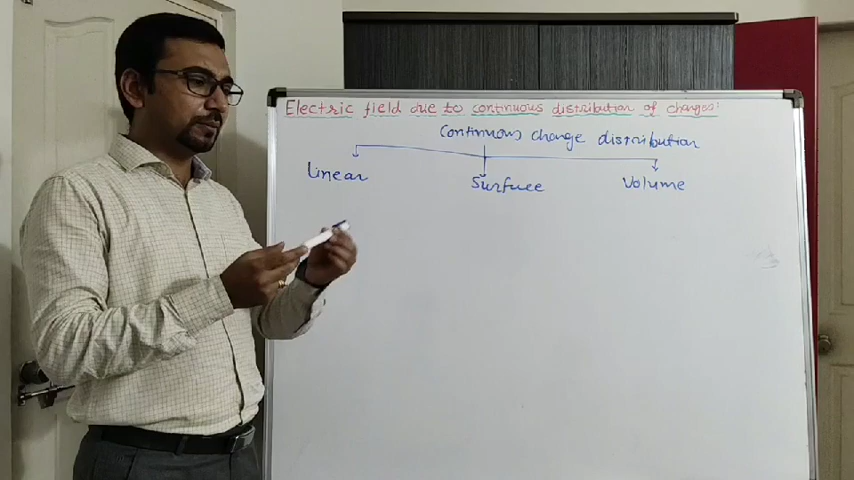 Electric field due to continuous distribution of charges:
Continuous charge distribution
Linear Surface Volume